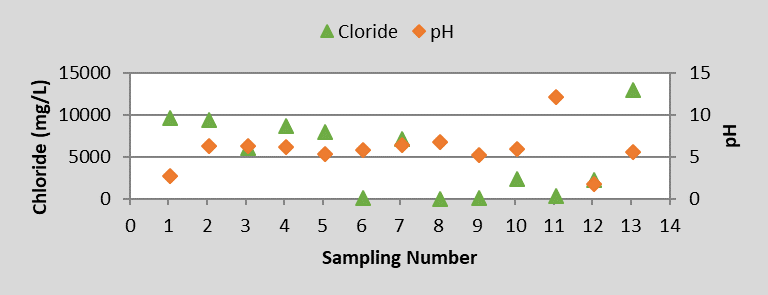 Cloride pH
15000 15
10000 10
5000 5
0 0
0 1 2 3 4 5 6 7 8 9 10 11 12 13 14
Chloride (mg/L)
pH
Sampling Number